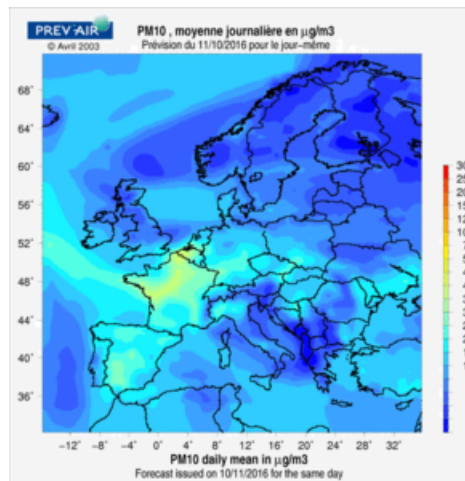 PREV'AIR
© Avril 2003
PM10 , moyenne journalière en µg/m3
Prévision du 11/10/2016 pour le jour-même
68°
64°
60°
56°
52°
48°
44°
40°
36°
−12° −8° −4° 0° 4° 8° 12° 16° 20° 24° 28° 32°
PM10 daily mean in µg/m3
Forecast issued on 10/11/2016 for the same day